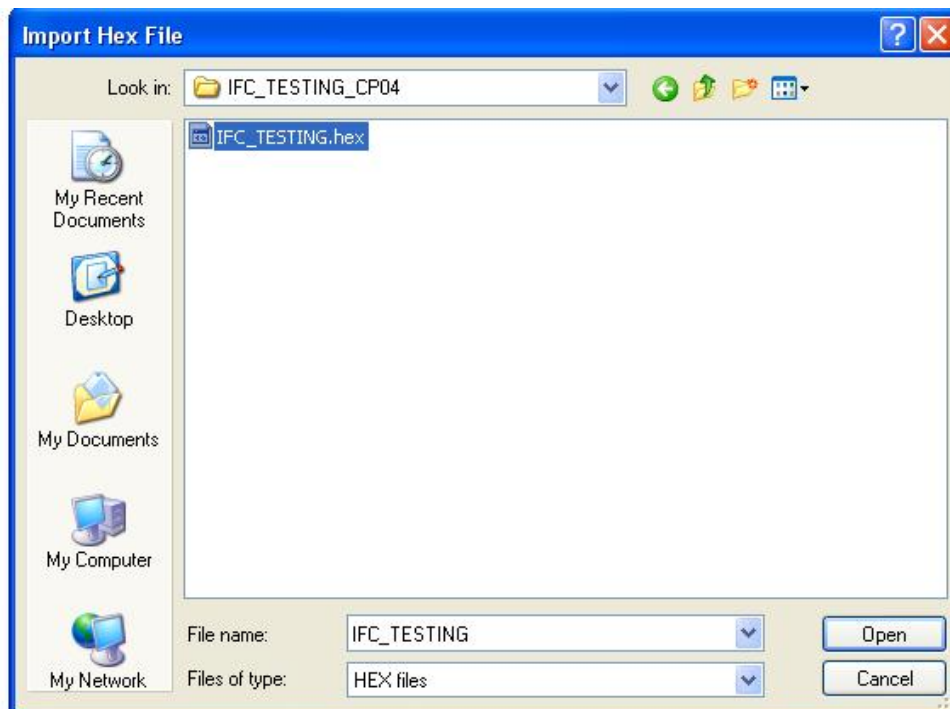 Import Hex File
Look in:
IFC_TESTING_CP04
IFC_TESTING.hex
My Recent
Documents
Desktop
My Documents
My Computer
My Network
File name:
IFC_TESTING
Open
Files of type:
HEX files
Cancel